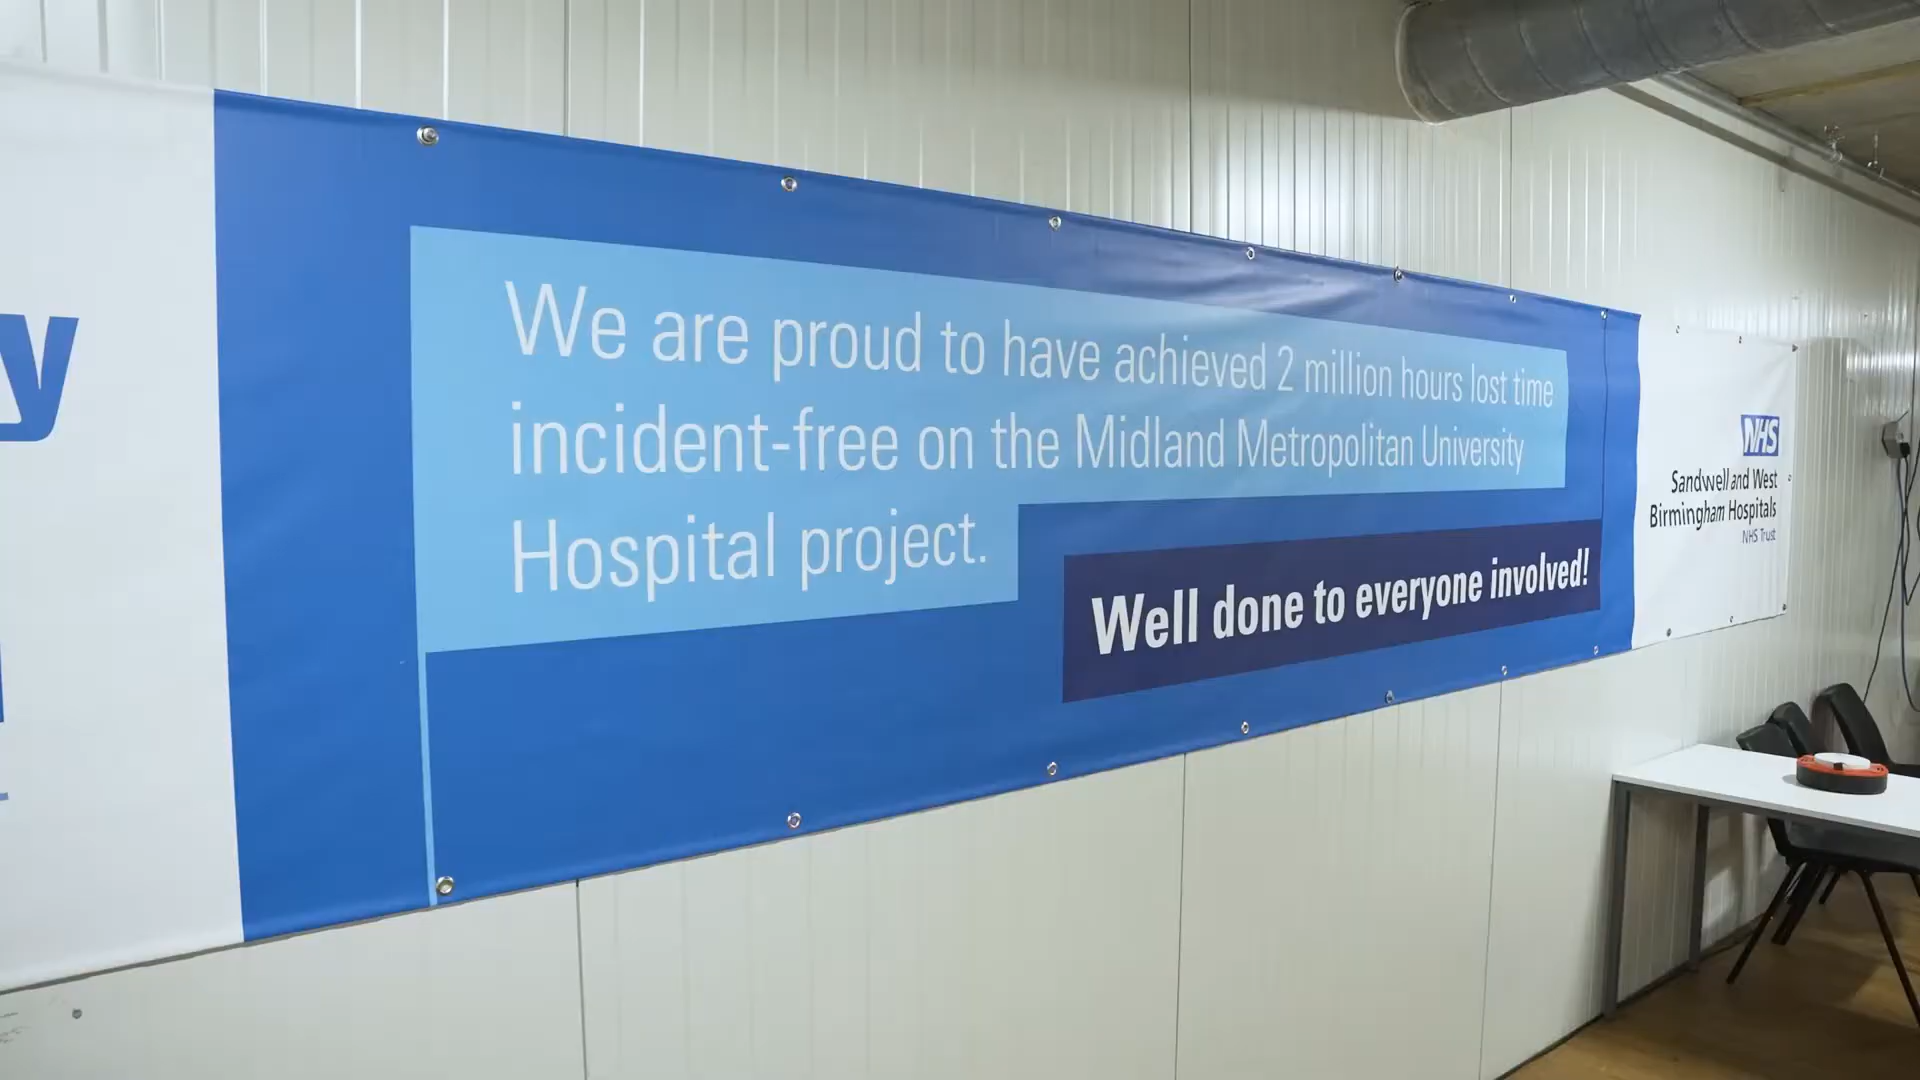 We are proud to have achieved 2 million hours lost time
incident-free on the Midland Metropolitan University
Hospital project.
Well done to everyone involved!
NHS
Sandwell and West
Birmingham Hospitals
NHS Trust